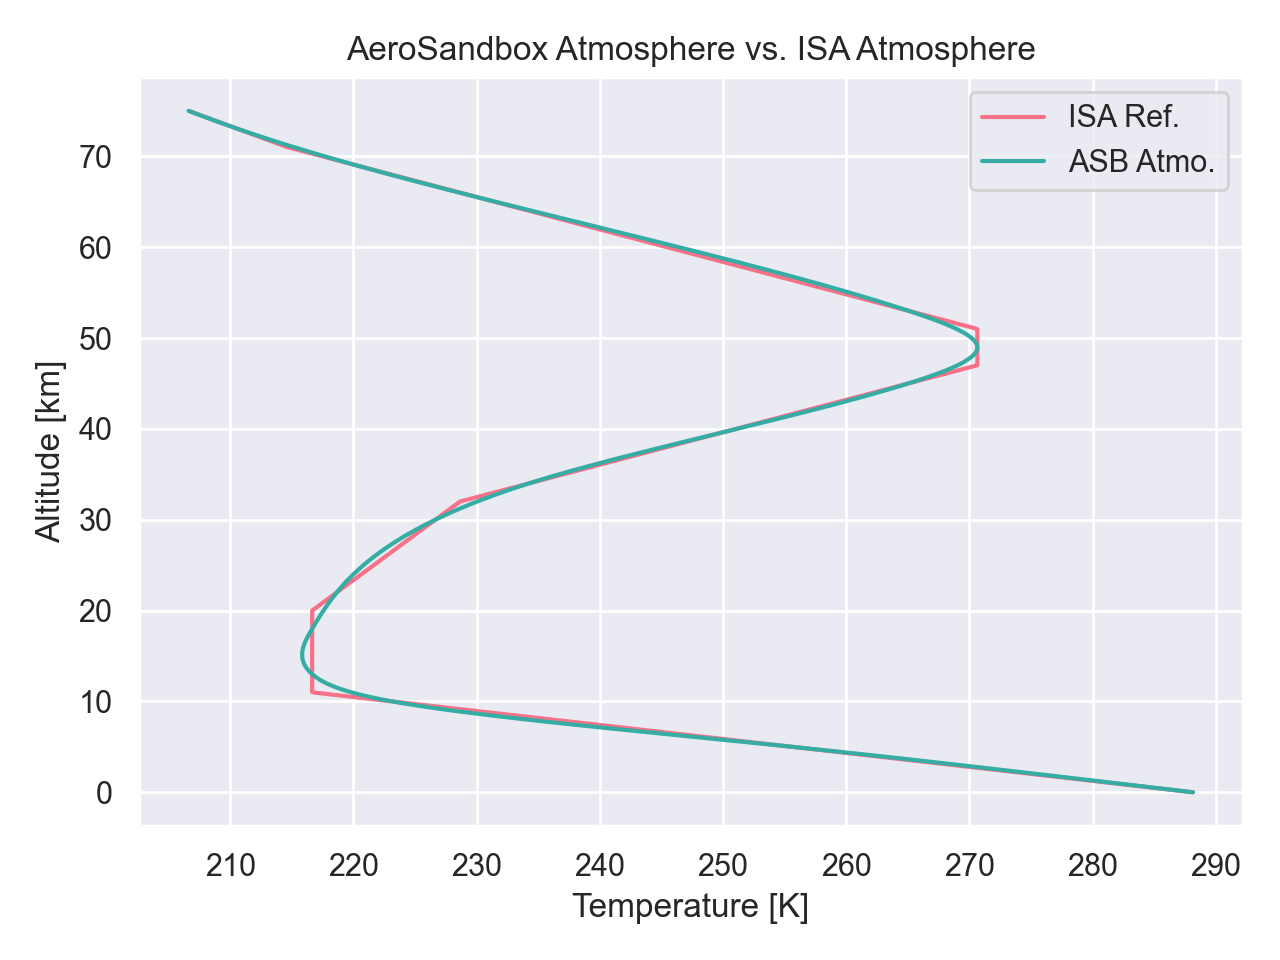 AeroSandbox Atmosphere vs. ISA Atmosphere
ISA Ref.
ASB Atmo.
Altitude [km]
70
60
50
40
30
20
10
0
210 220 230 240 250 260 270 280 290
Temperature [K]